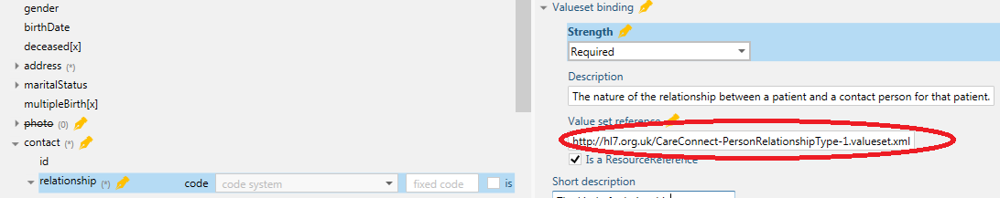 gender
birthDate
deceased[x]
address (*)
maritalStatus
multipleBirth[x]
photo (0)
contact (*)
id
relationship (*) code code system fixed code is
Valueset binding
Strength
Required
Description
The nature of the relationship between a patient and a contact person for that patient.
Value set reference
http://hl7.org.uk/CareConnect-PersonRelationshipType-1.valueset.xml
Is a ResourceReference
Short description